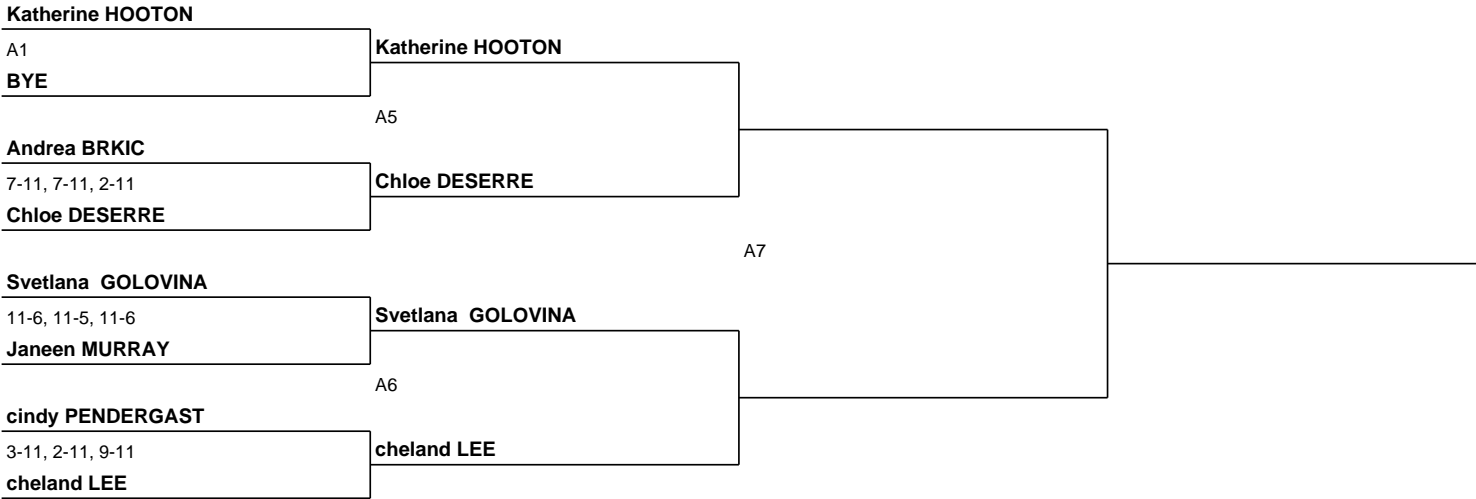 Katherine HOOTON
A1
BYE
Katherine HOOTON
A5
Andrea BRKIC
7-11, 7-11, 2-11
Chloe DESERRE
Chloe DESERRE
A7
Svetlana  GOLOVINA
11-6, 11-5, 11-6
Janeen MURRAY
Svetlana  GOLOVINA
A6
cindy PENDERGAST
3-11, 2-11, 9-11
cheland LEE
cheland LEE